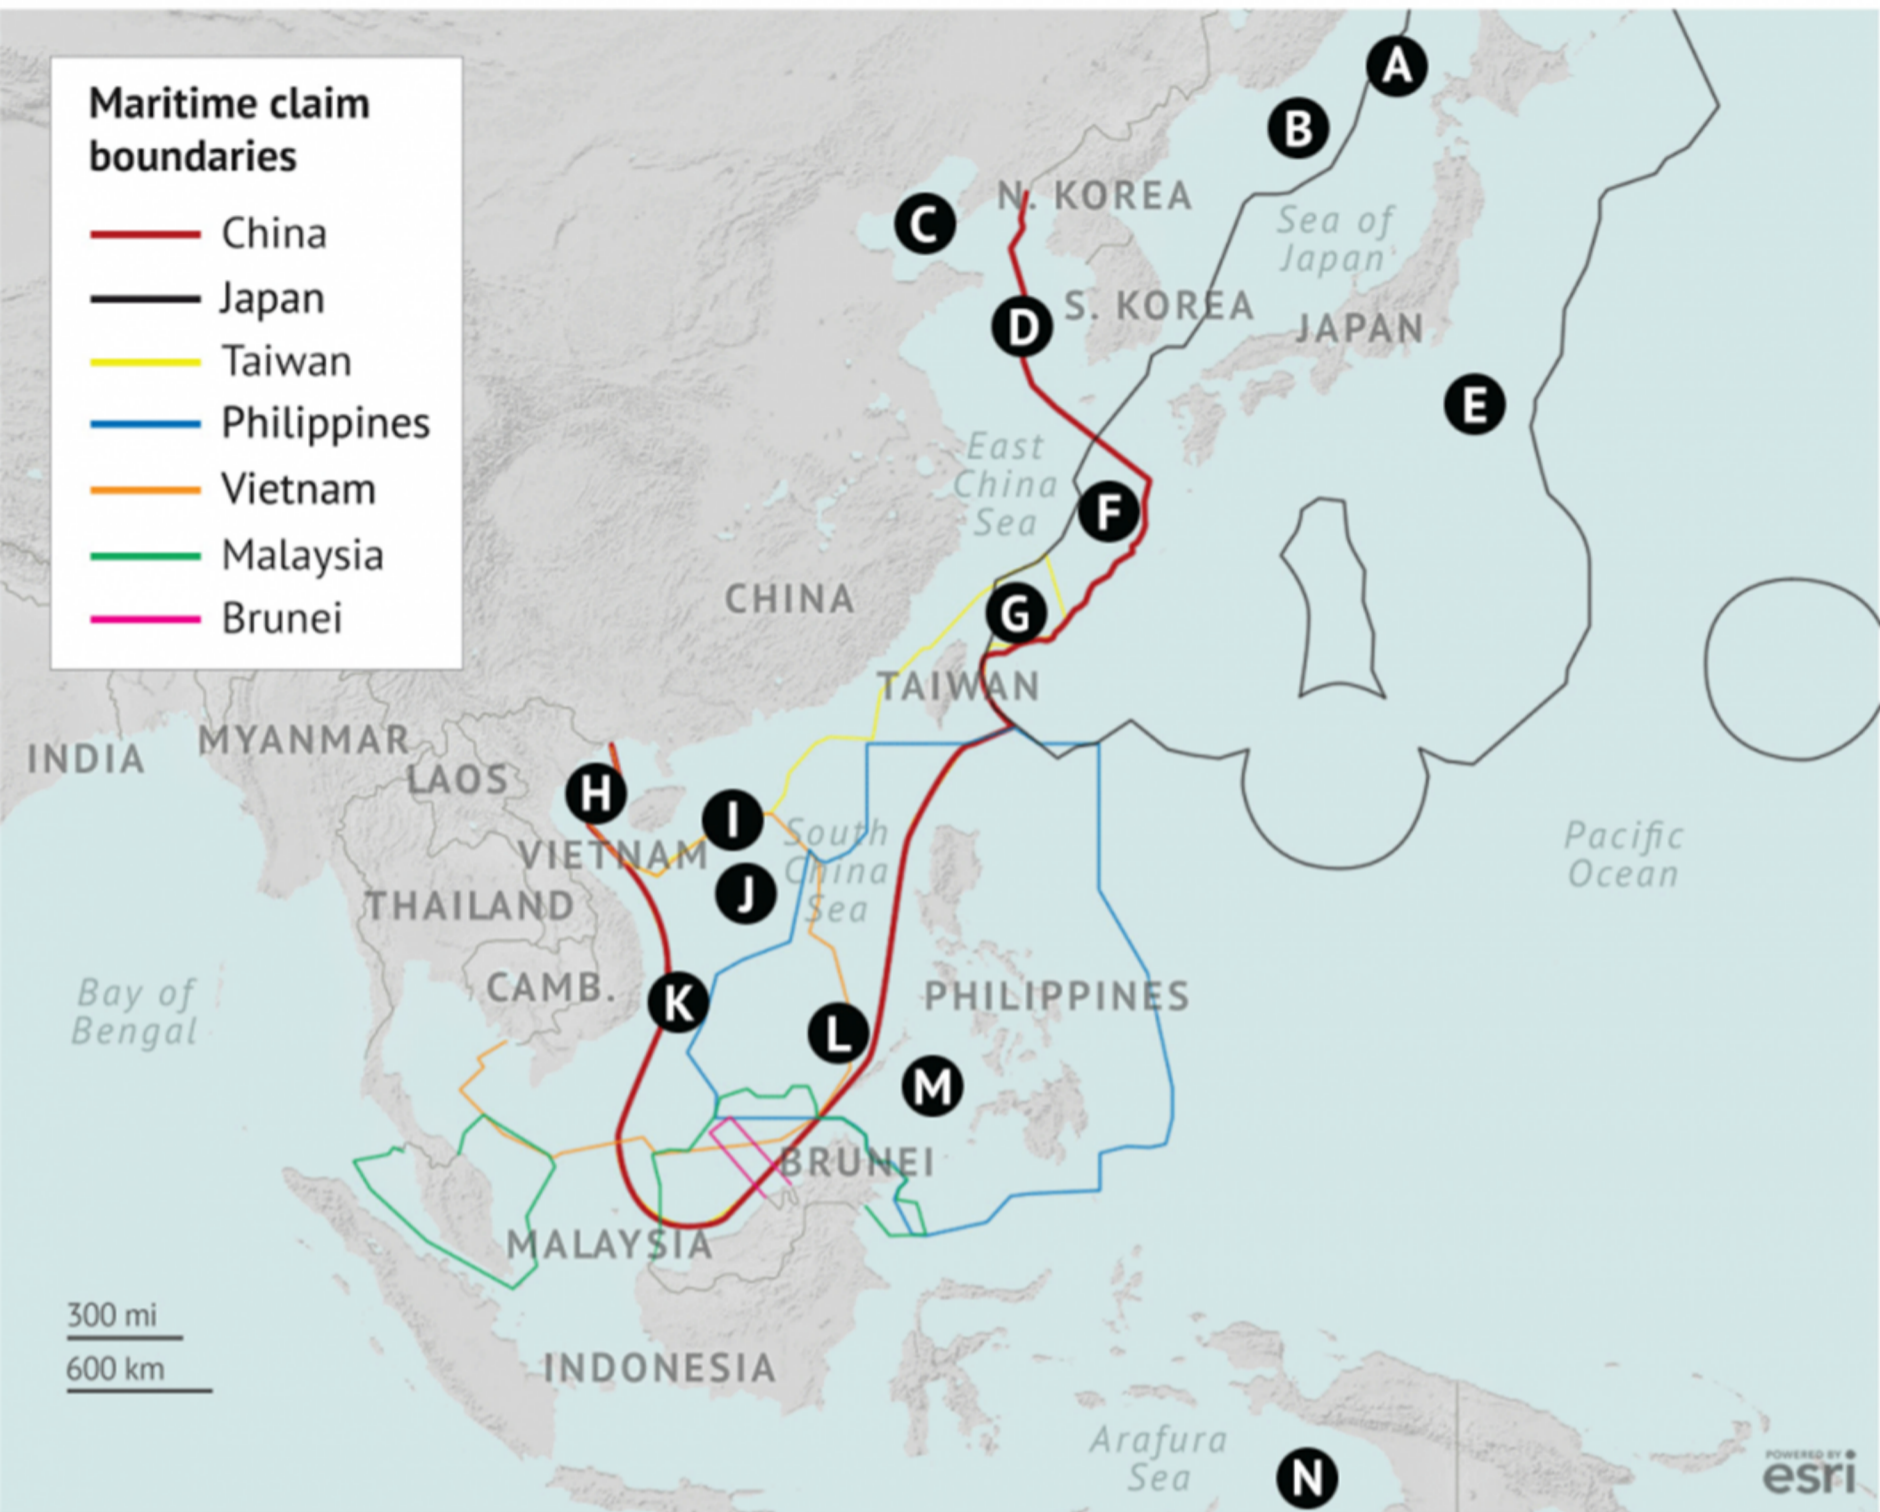 Maritime claim
boundaries
China
Japan
Taiwan
Philippines
Vietnam
Malaysia
Brunei
A
B
N. KOREA
C
Sea of
Japan
S. KOREA
D
JAPAN
E
East
China
Sea
F
CHINA
G
TAIWAN
INDIA
MYANMAR
LAOS
H
I
South
China
Sea
VIETNAM
J
Pacific
Ocean
THAILAND
CAMB.
K
PHILIPPINES
Bay of
Bengal
L
M
BRUNEI
MALAYSIA
300 mi
600 km
INDONESIA
Arafura
Sea
N
POWERED BY
esri